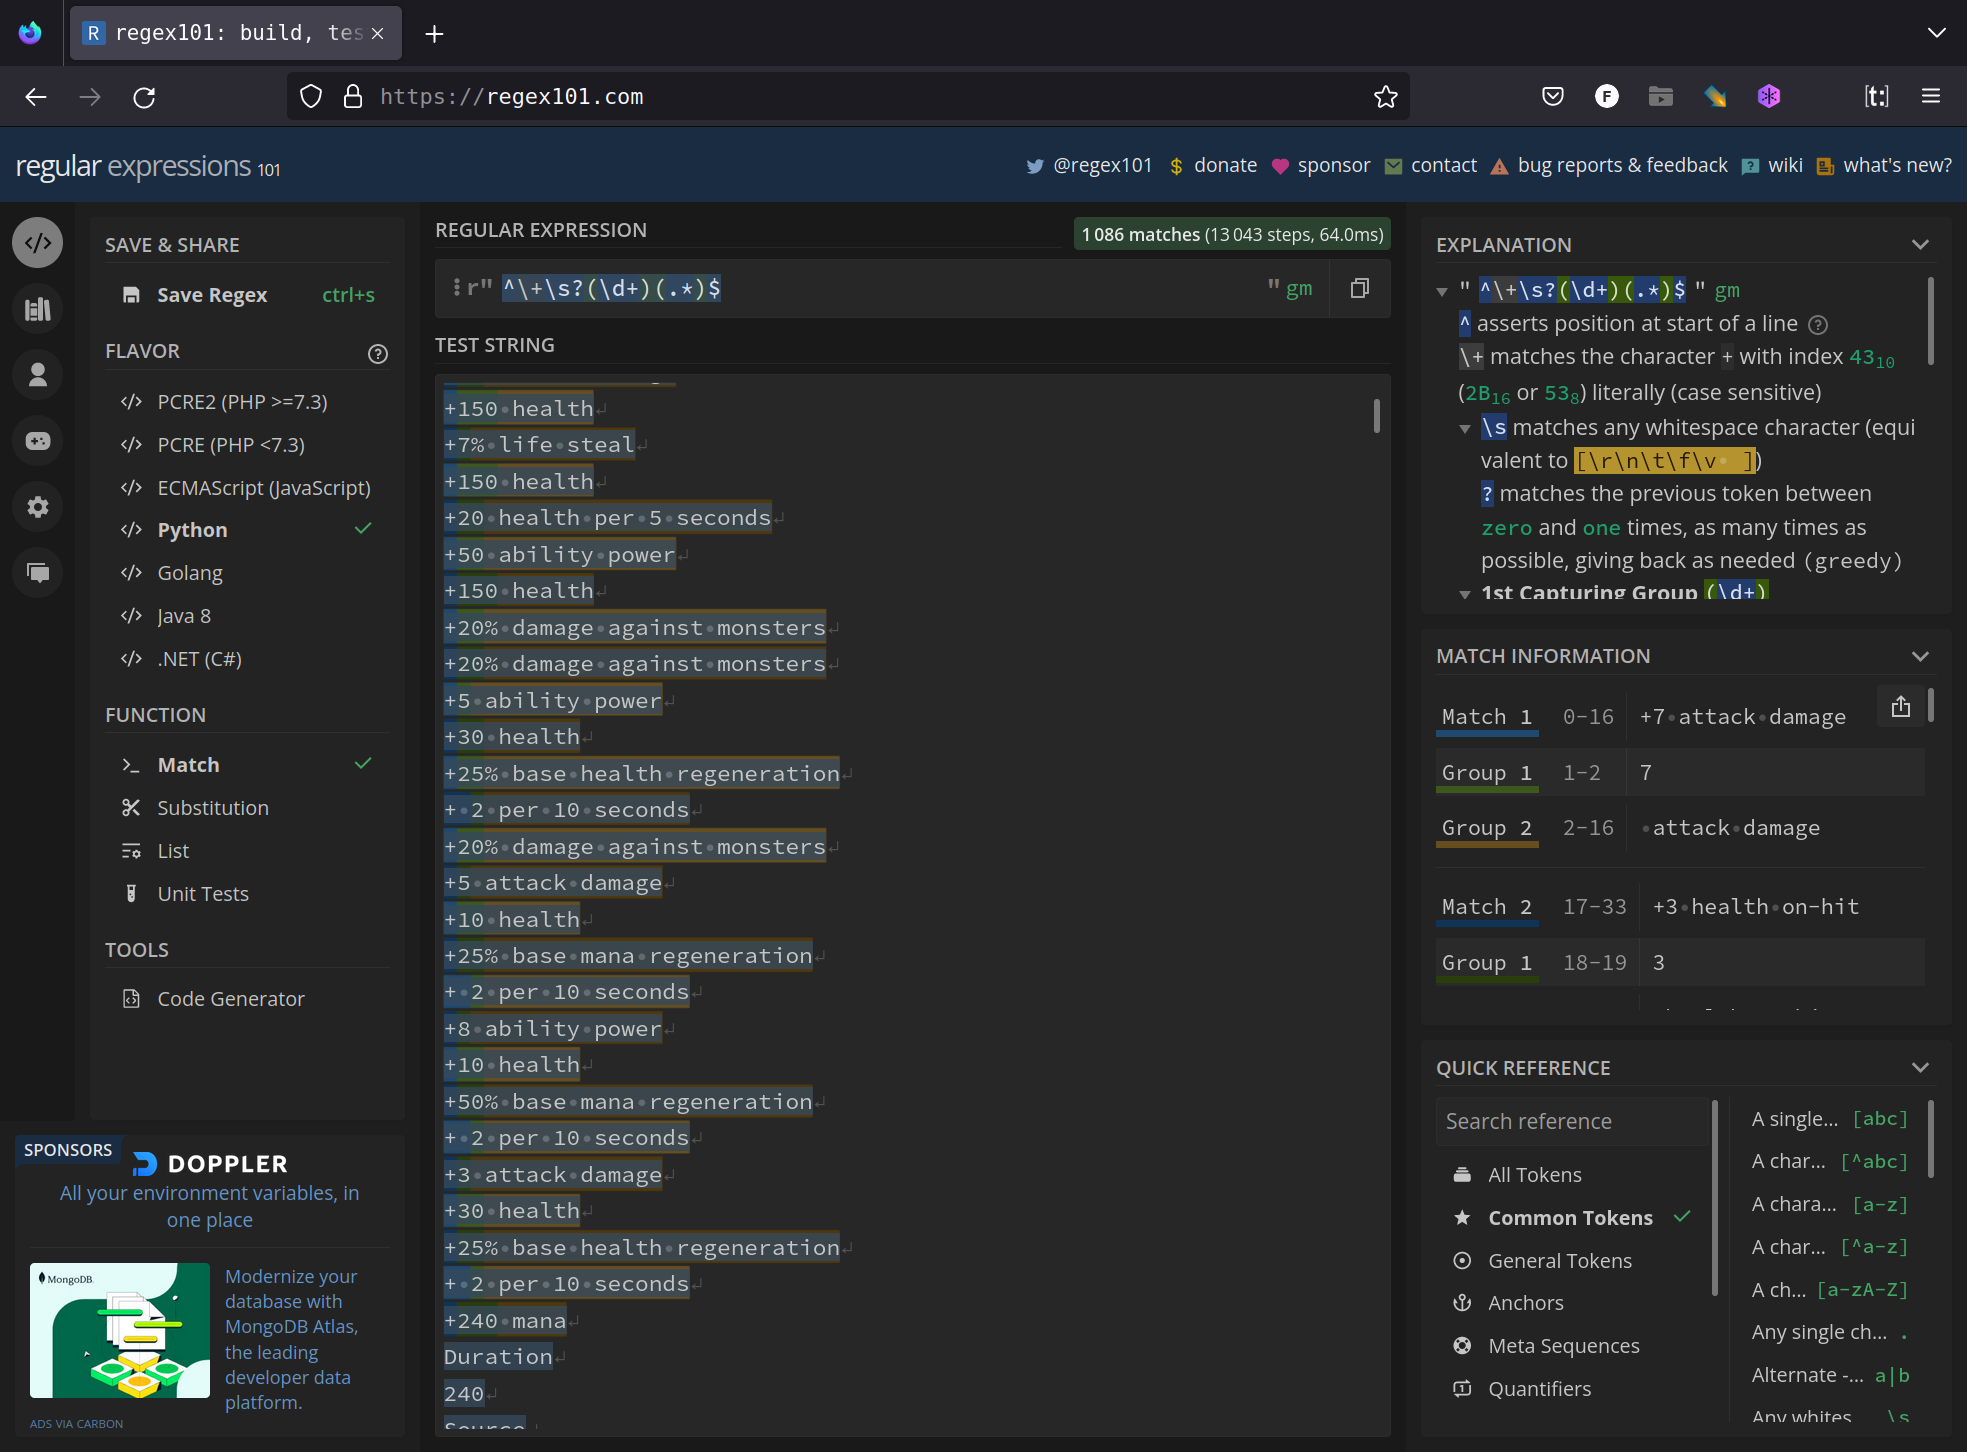 R regex101: build, tes
https://regex101.com
F
[t:]
regular expressions 101
@regex101
$ donate
sponsor
contact
bug reports & feedback
wiki
what's new?
SAVE & SHARE
Save Regex ctrl+s
FLAVOR
</> PCRE2 (PHP >=7.3)
</> PCRE (PHP <7.3)
</> ECMAScript (JavaScript)
</> Python
</> Golang
</> Java 8
</> .NET (C#)
FUNCTION
Match
Substitution
List
Unit Tests
TOOLS
Code Generator
SPONSORS
DOPPLER
All your environment variables, in
one place
MongoDB
Modernize your
database with
MongoDB Atlas,
the leading
developer data
platform.
ADS VIA CARBON
REGULAR EXPRESSION
1 086 matches (13 043 steps, 64.0ms)
r" ^\+\s?(\d+)(.*)$ " gm
TEST STRING
+150 health
+7% life steal
+150 health
+20 health per 5 seconds
+50 ability power
+150 health
+20% damage against monsters
+20% damage against monsters
+5 ability power
+30 health
+25% base health regeneration
+ 2 per 10 seconds
+20% damage against monsters
+5 attack damage
+10 health
+25% base mana regeneration
+ 2 per 10 seconds
+8 ability power
+10 health
+50% base mana regeneration
+ 2 per 10 seconds
+3 attack damage
+30 health
+25% base health regeneration
+ 2 per 10 seconds
+240 mana
Duration
240
Source
EXPLANATION
" ^\+\s?(\d+)(.*)$ " gm
^ asserts position at start of a line
\+ matches the character + with index 43₁₀
(2B₁₆ or 53₈) literally (case sensitive)
\s matches any whitespace character (equi
valent to [\r\n\t\f\v ])
? matches the previous token between
zero and one times, as many times as
possible, giving back as needed (greedy)
1st Capturing Group (\d+)
MATCH INFORMATION
Match 1 0-16 +7 attack damage
Group 1 1-2 7
Group 2 2-16 attack damage
Match 2 17-33 +3 health on-hit
Group 1 18-19 3
QUICK REFERENCE
Search reference
All Tokens
Common Tokens
General Tokens
Anchors
Meta Sequences
Quantifiers
A single... [abc]
A char... [^abc]
A chara... [a-z]
A char... [^a-z]
A ch... [a-zA-Z]
Any single ch... .
Alternate -... a|b
Any whites \s